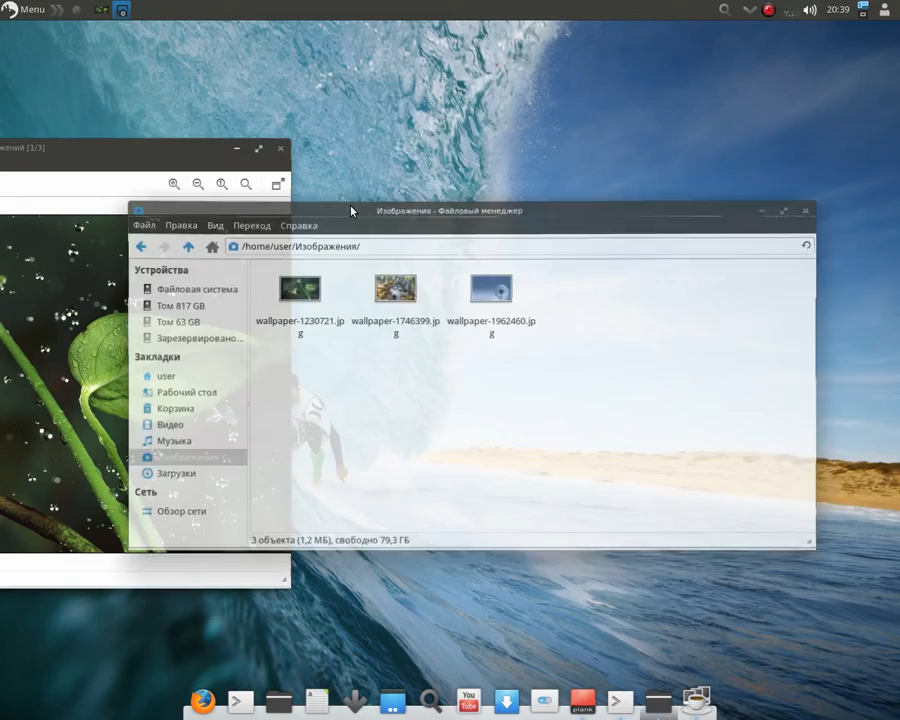 Menu
20:39
жений [1/3]
Изображения - Файловый менеджер
Файл Правка Вид Переход Справка
/home/user/Изображения/
Устройства
Файловая система
Том 817 GB
Том 63 GB
Зарезервировано...
Закладки
user
Рабочий стол
Корзина
Видео
Музыка
Изображения
Загрузки
Сеть
Обзор сети
wallpaper-1230721.jp
g
wallpaper-1746399.jp
g
wallpaper-1962460.jp
g
3 объекта (1,2 МБ), свободно 79,3 ГБ
You
Tube
plank